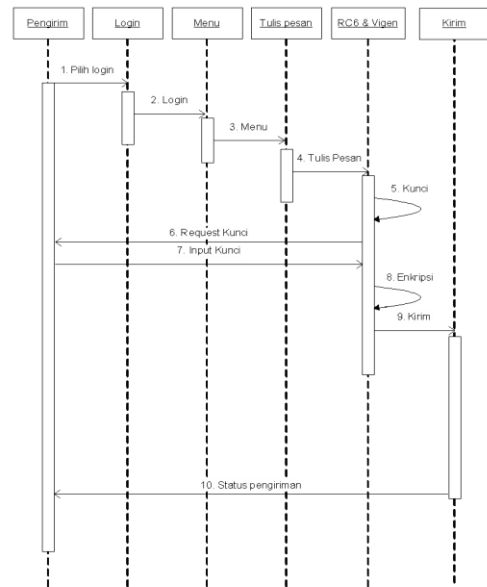 Pengirim
Login
Menu
Tulis pesan
RC6 & Vigen
Kirim
1. Pilih login
2. Login
3. Menu
4. Tulis Pesan
5. Kunci
6. Request Kunci
7. Input Kunci
8. Enkripsi
9. Kirim
10. Status pengiriman